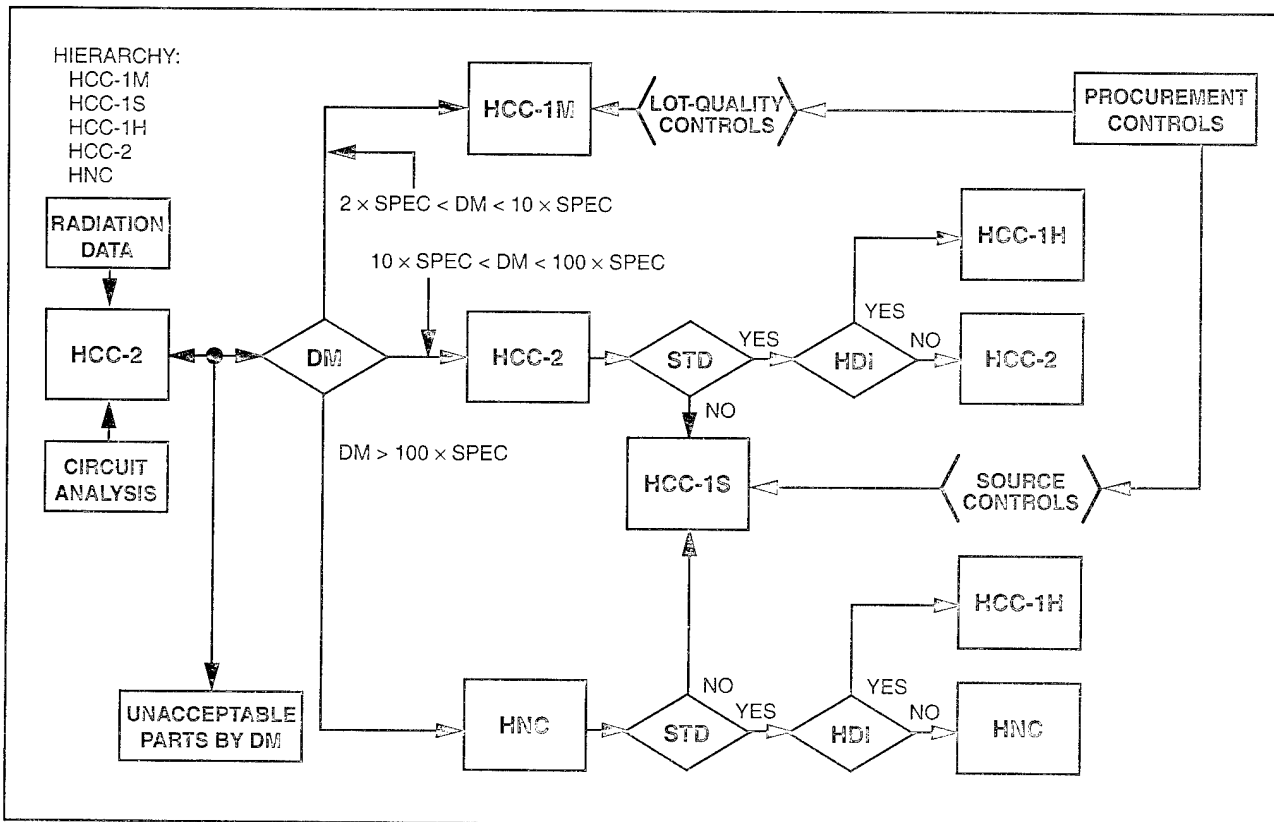 HIERARCHY:
HCC-1M
HCC-1S
HCC-1H
HCC-2
HNC
HCC-1M
LOT-QUALITY
CONTROLS
PROCUREMENT
CONTROLS
2 × SPEC < DM < 10 × SPEC
RADIATION
DATA
10 × SPEC < DM < 100 × SPEC
HCC-1H
YES
HCC-2
DM
HCC-2
STD
YES
HDI
NO
HCC-2
NO
DM > 100 × SPEC
CIRCUIT
ANALYSIS
HCC-1S
SOURCE
CONTROLS
HCC-1H
YES
UNACCEPTABLE
PARTS BY DM
HNC
NO
STD
YES
HDI
NO
HNC